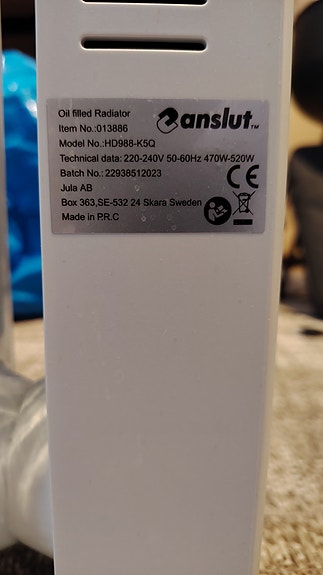 Oil filled Radiator
anslut™
Item No.:013886
Model No.:HD988-K5Q
Technical data: 220-240V 50-60Hz 470W-520W
Batch No.: 22938512023
CE
Jula AB
Box 363,SE-532 24 Skara Sweden
Made in P.R.C